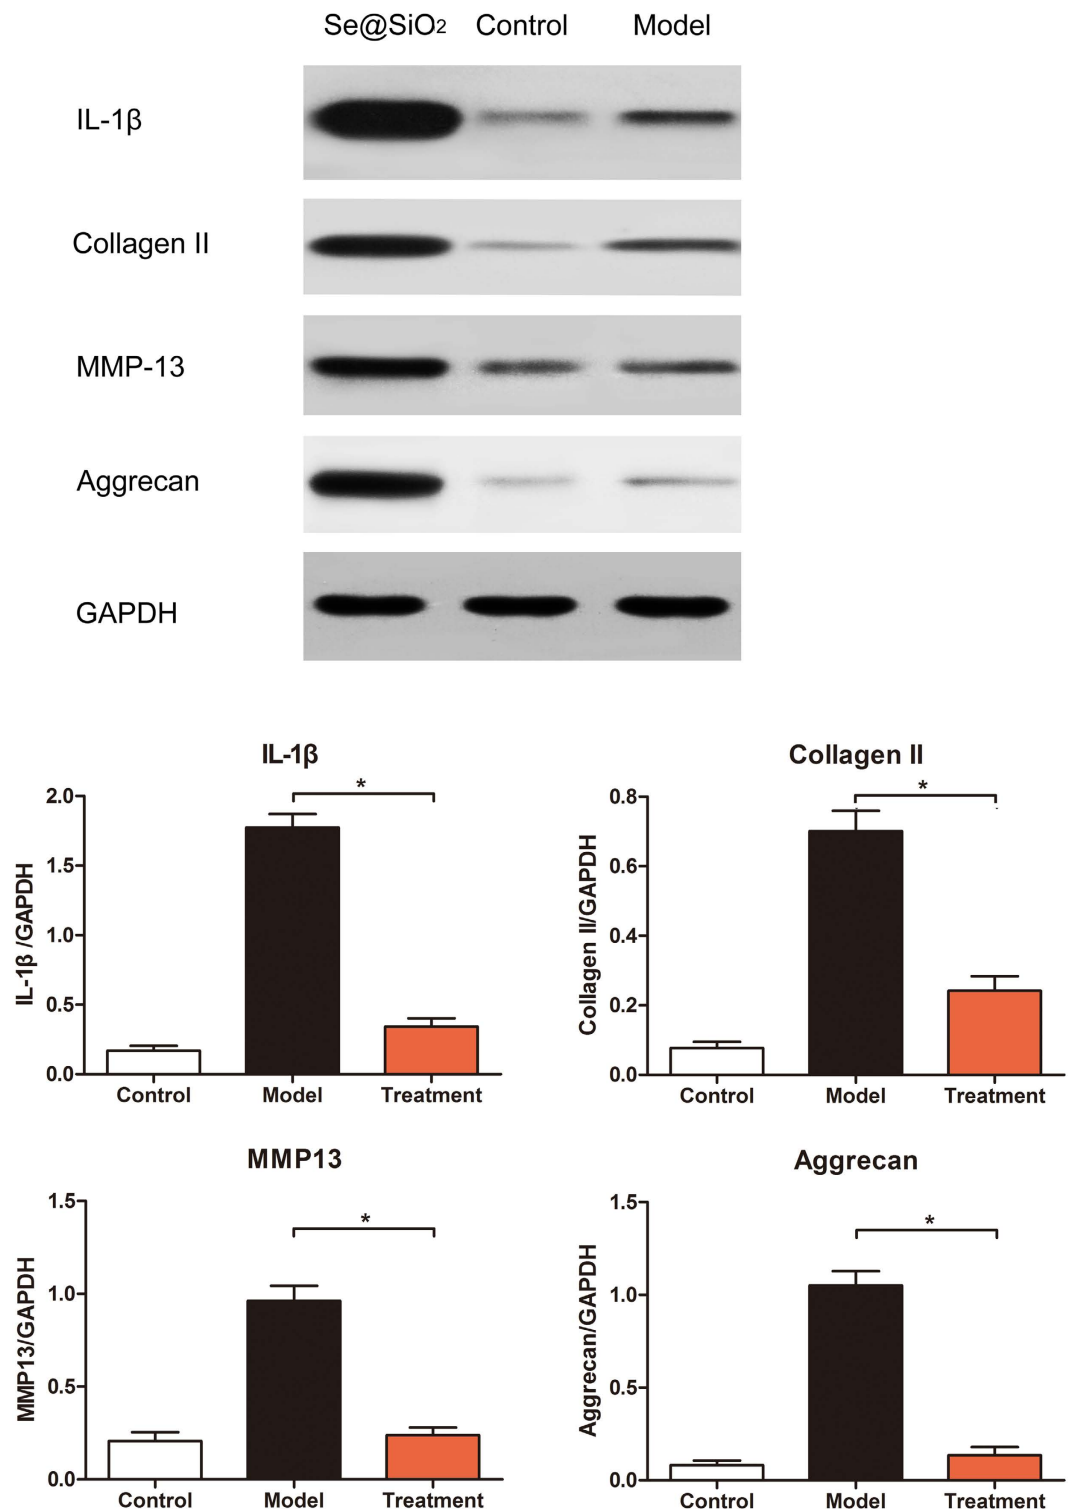 Se@SiO2 Control Model
IL-1β
Collagen II
MMP-13
Aggrecan
GAPDH
IL-1β
*
IL-1β /GAPDH
2.0
1.5
1.0
0.5
0.0
Control Model Treatment
Collagen II
*
Collagen II/GAPDH
0.8
0.6
0.4
0.2
0.0
Control Model Treatment
MMP13
*
MMP13/GAPDH
1.5
1.0
0.5
0.0
Control Model Treatment
Aggrecan
*
Aggrecan/GAPDH
1.5
1.0
0.5
0.0
Control Model Treatment